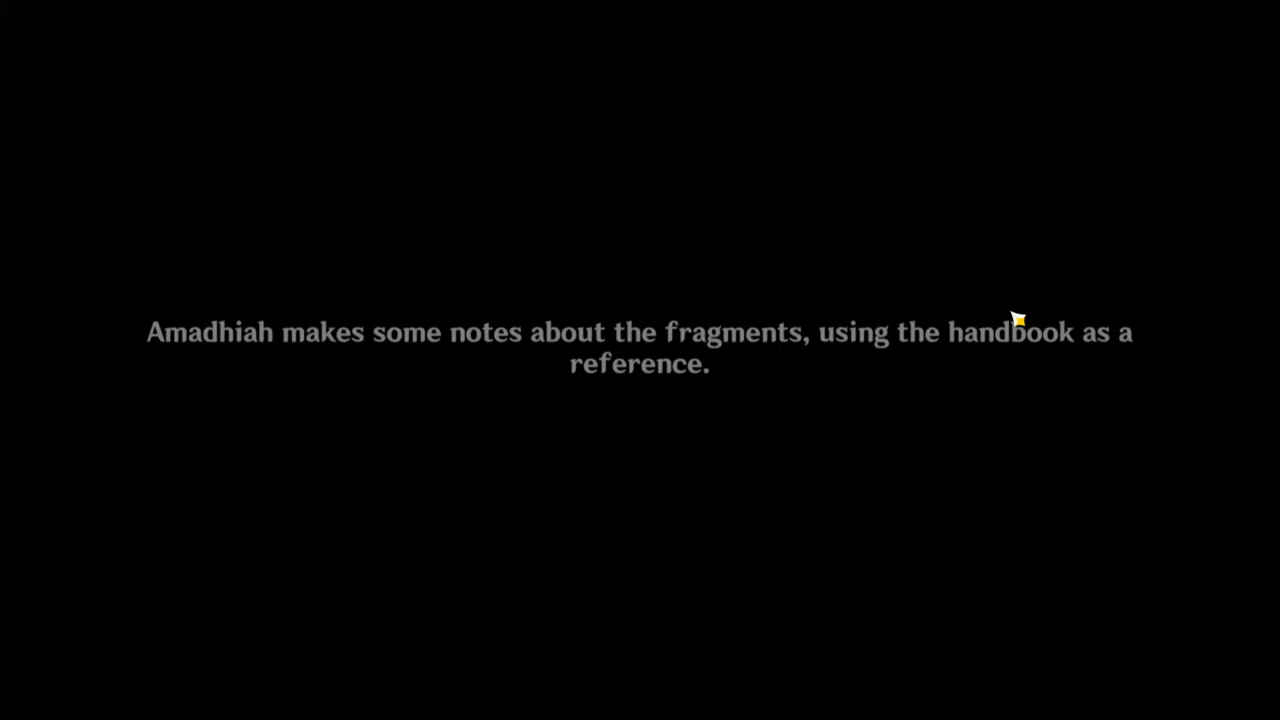 Amadhiah makes some notes about the fragments, using the handbook as a
reference.